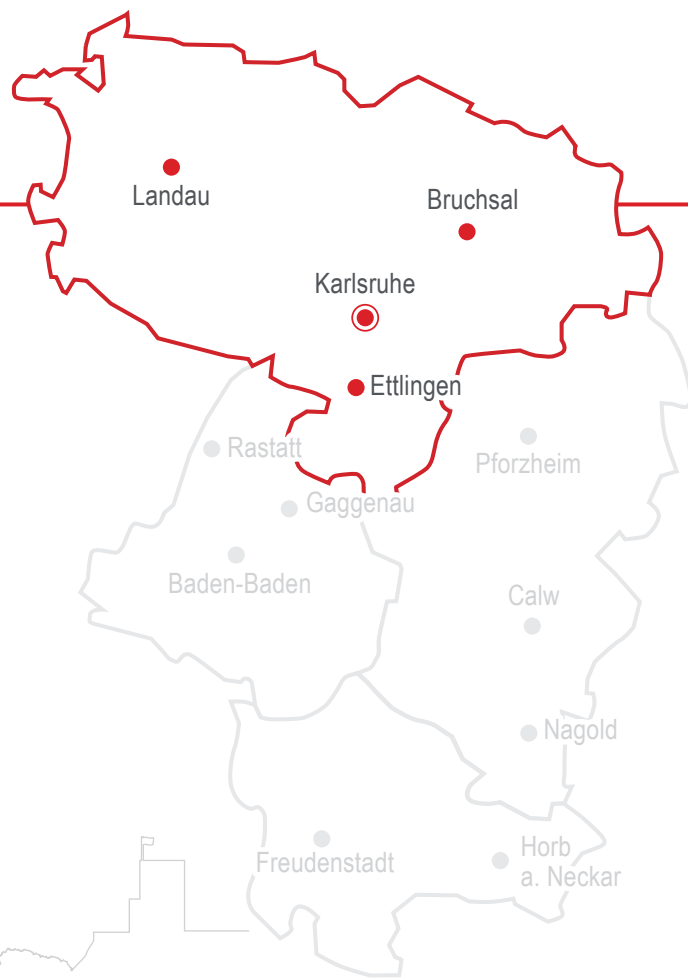 Landau
Bruchsal
Karlsruhe
Ettlingen
Rastatt
Pforzheim
Gaggenau
Baden-Baden
Calw
Nagold
Freudenstadt
Horb
a. Neckar